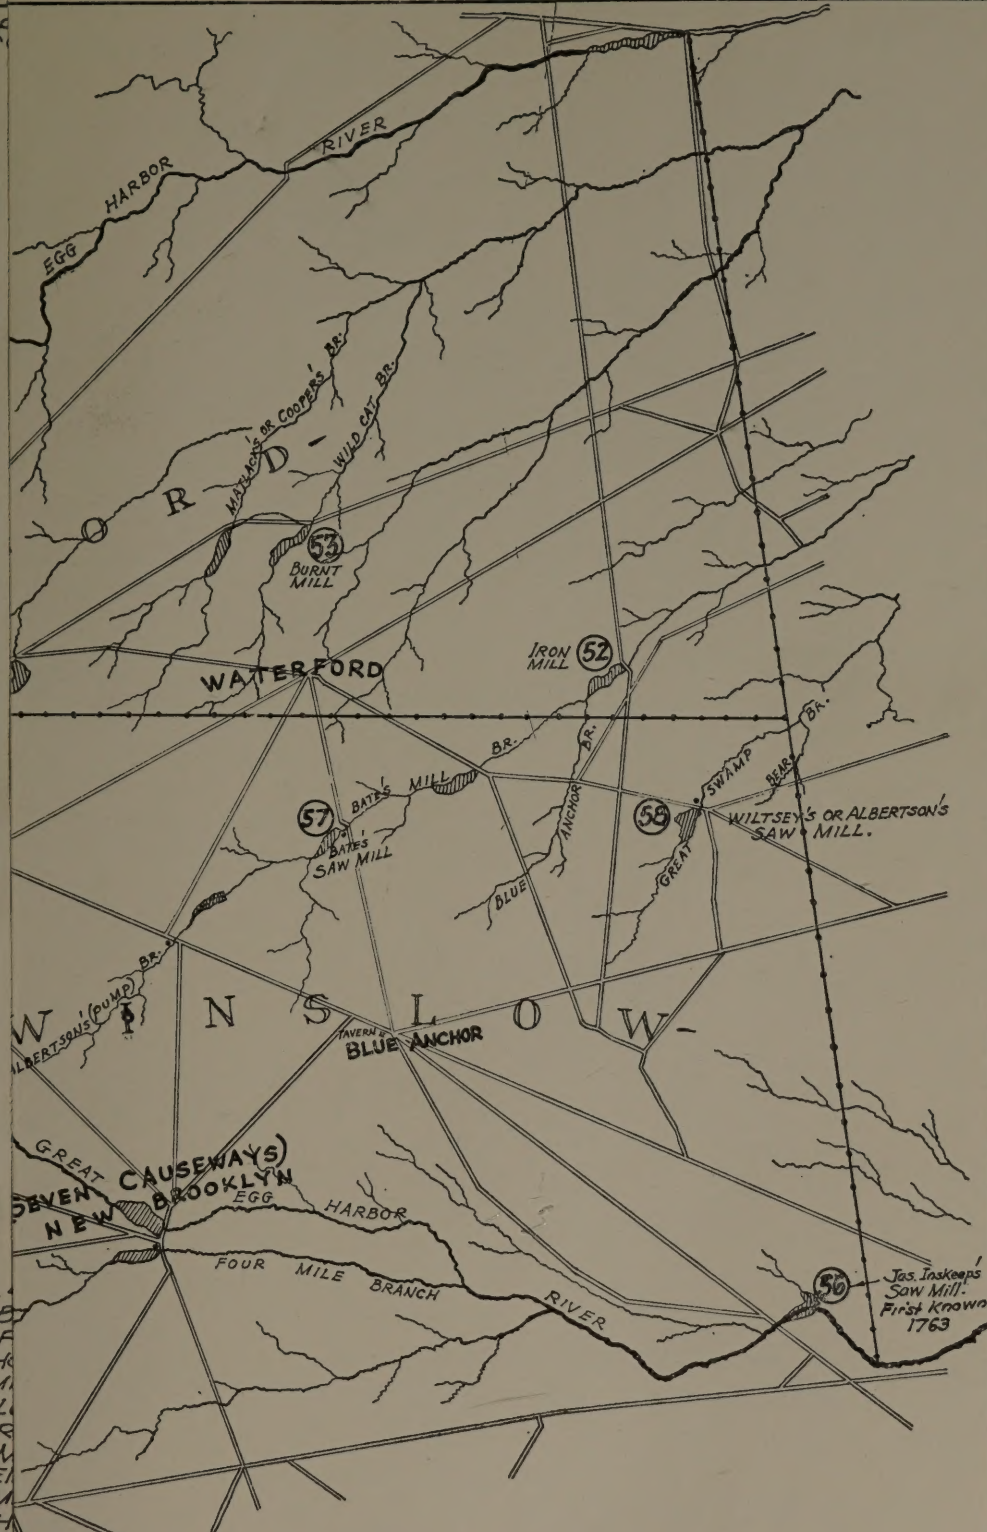 EGG HARBOR RIVER
MATLACK'S OR COOPER'S BR.
WILD CAT BR.
O R D -
53
BURNT
MILL
IRON
MILL
52
WATERFORD
BATE'S MILL BR.
57
BATE'S
SAW MILL
BLUE ANCHOR BR.
GREAT SWAMP BR.
BEAR
58
WILTSEY'S OR ALBERTSON'S
SAW MILL.
ALBERTSON'S (PUMP) BR.
W I N S L O W -
TAVERN
BLUE ANCHOR
GREAT
SEVEN CAUSEWAYS)
NEW BROOKLYN
EGG HARBOR
RIVER
FOUR MILE BRANCH
56
Jas. Inskeeps'
Saw Mill.
First Known
1763